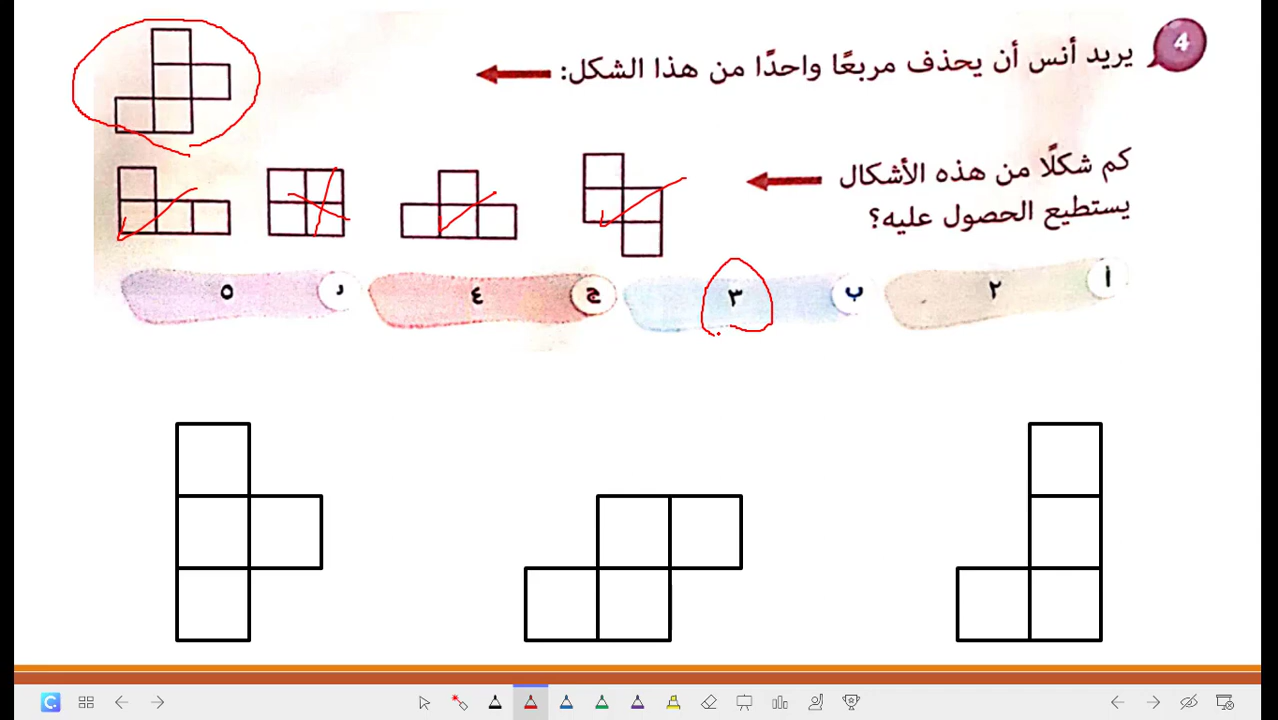 4
يريد أنس أن يحذف مربعًا واحدًا من هذا الشكل:
كم شكلًا من هذه الأشكال
يستطيع الحصول عليه؟
أ ٢ ب ٣ ج ٤ د ٥